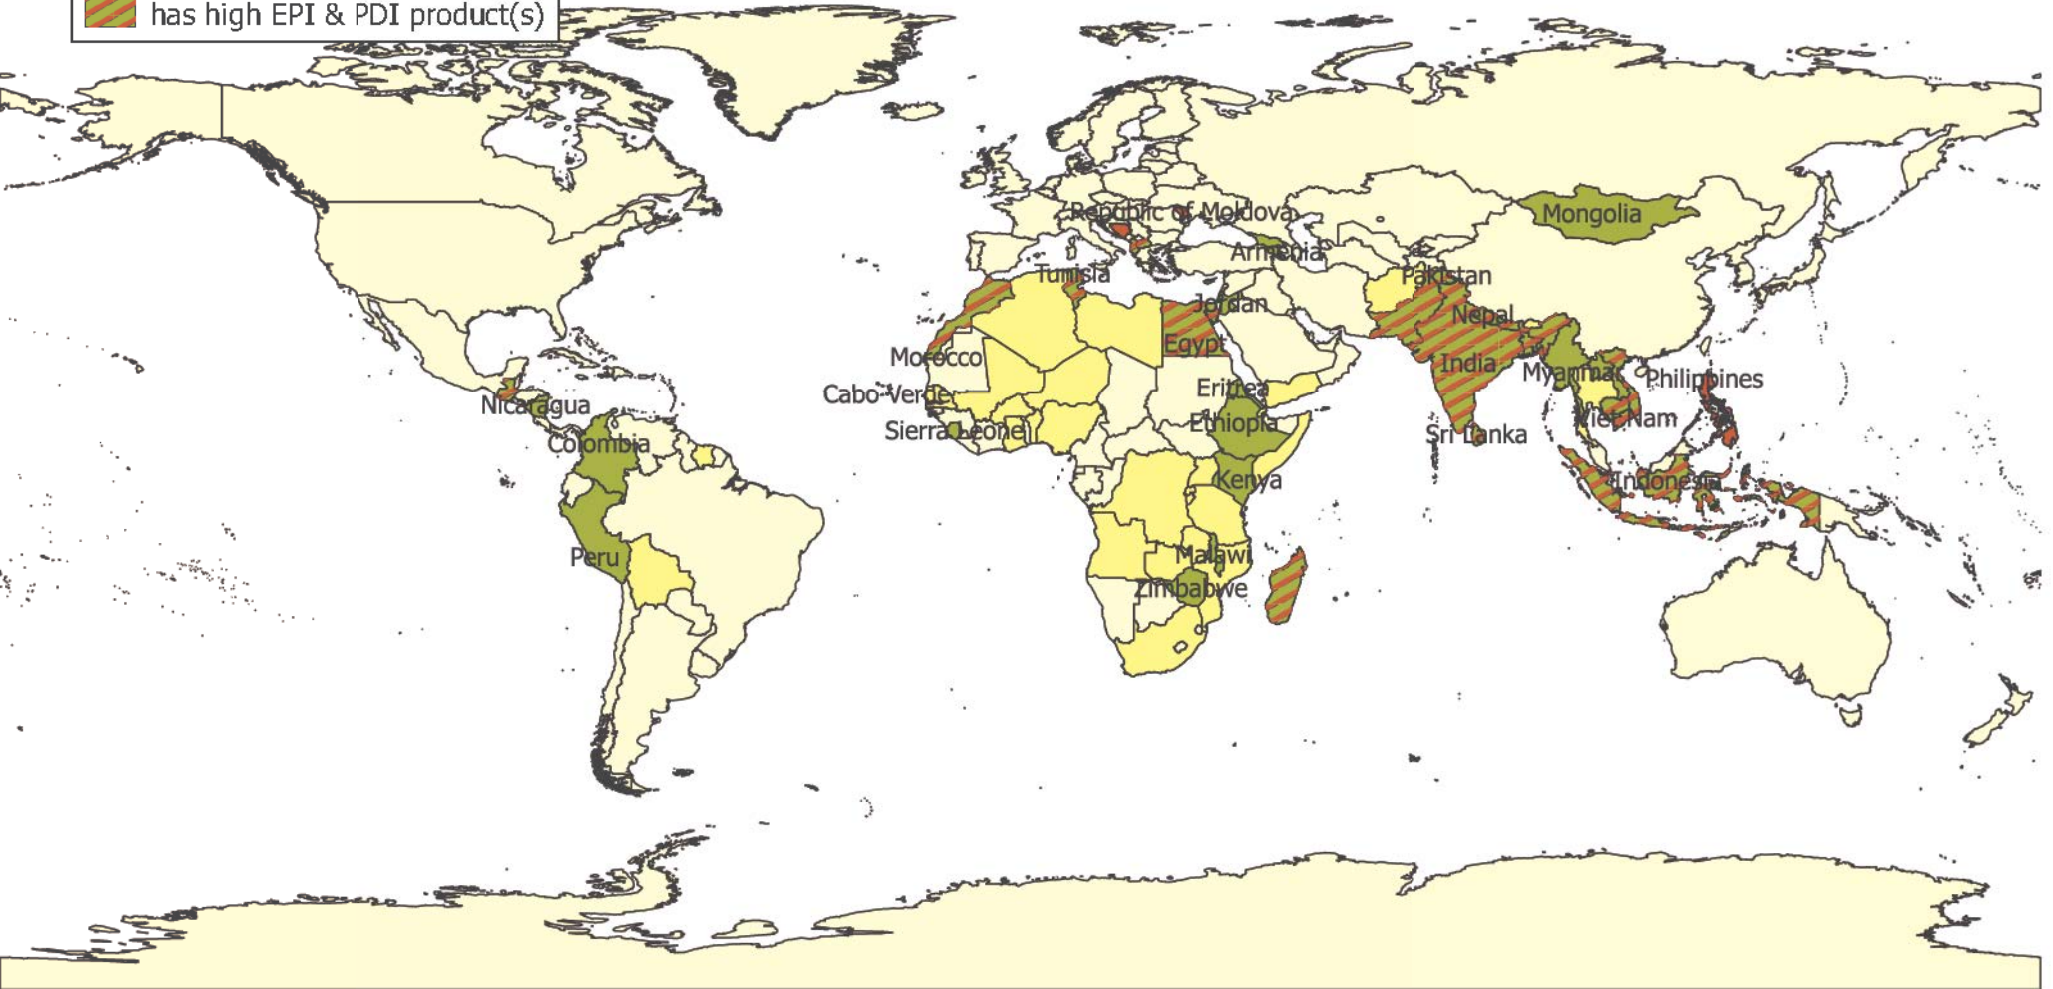 has high EPI & PDI product(s)
Republic of Moldova
Mongolia
Armenia
Tunisia
Pakistan
Jordan
Nepal
Egypt
Morocco
India
Myanmar
Philippines
Cabo Verde
Eritrea
Nicaragua
Ethiopia
Viet Nam
Sierra Leone
Sri Lanka
Colombia
Kenya
Indonesia
Peru
Malawi
Zimbabwe